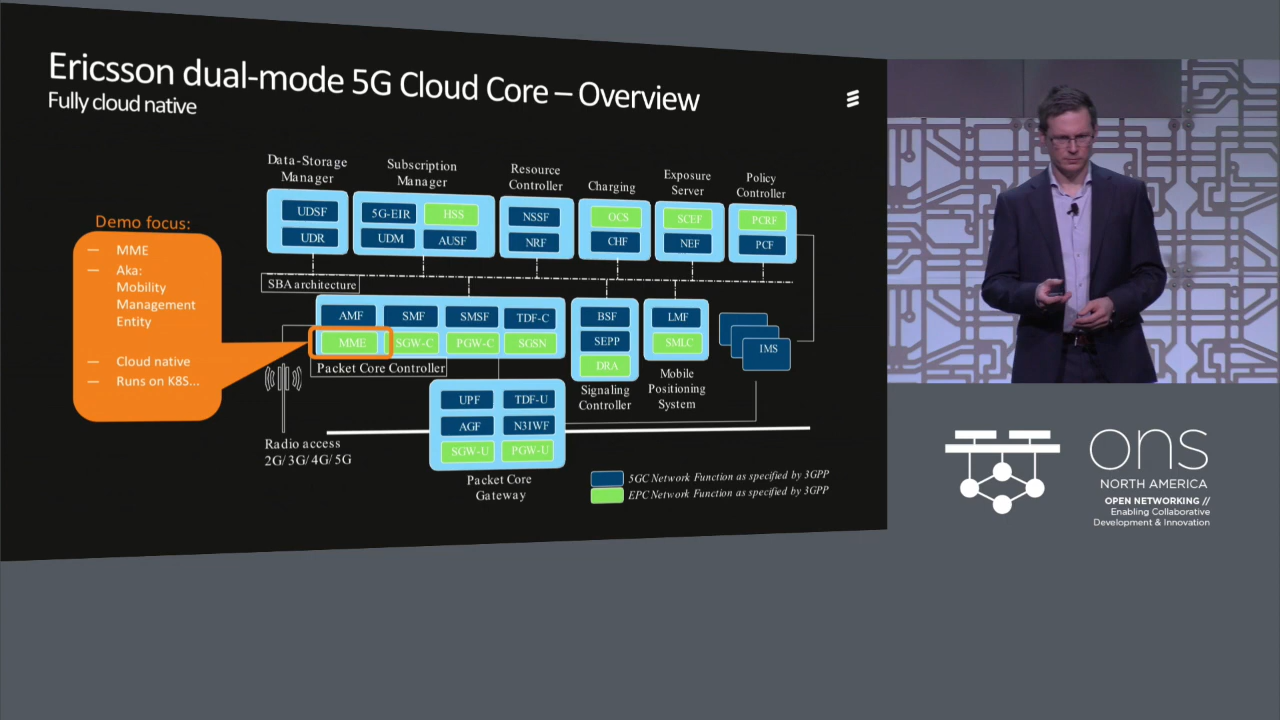 Ericsson dual-mode 5G Cloud Core – Overview
Fully cloud native
Demo focus:
— MME
— Aka:
Mobility
Management
Entity
— Cloud native
— Runs on K8S...
Data-Storage
Manager
UDSF
UDR
Subscription
Manager
5G-EIR
HSS
UDM
AUSF
Resource
Controller
NSSF
NRF
Charging
OCS
CHF
Exposure
Server
SCEF
NEF
Policy
Controller
PCRF
PCF
SBA architecture
AMF
SMF
SMSF
TDF-C
MME
SGW-C
PGW-C
SGSN
Packet Core Controller
BSF
SEPP
DRA
Signaling
Controller
LMF
SMLC
Mobile
Positioning
System
IMS
Radio access
2G/3G/4G/5G
UPF
TDF-U
AGF
N3IWF
SGW-U
PGW-U
Packet Core
Gateway
5GC Network Function as specified by 3GPP
EPC Network Function as specified by 3GPP
ons
NORTH AMERICA
OPEN NETWORKING //
Enabling Collaborative
Development & Innovation